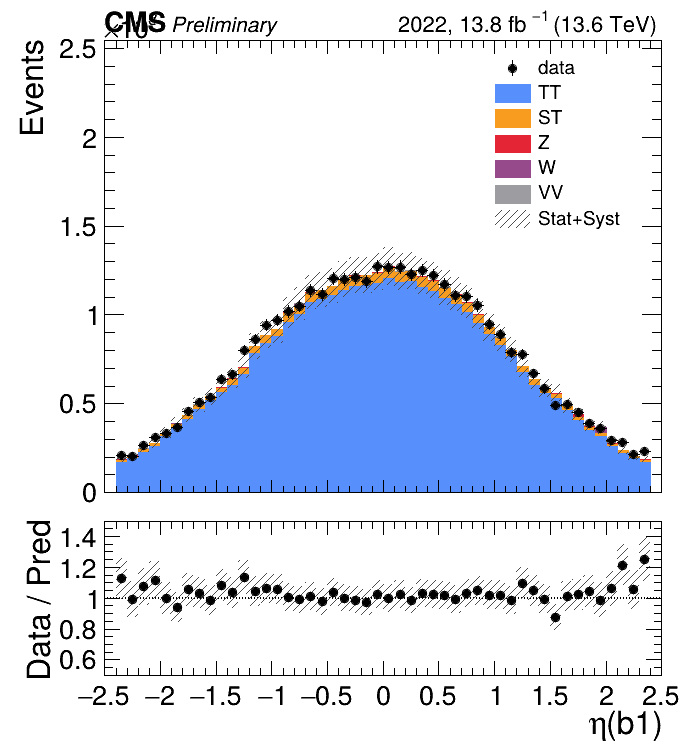 CMS Preliminary 2022, 13.8 fb⁻¹ (13.6 TeV)
Events
2.5
2
1.5
1
0.5
0
data
TT
ST
Z
W
VV
Stat+Syst
Data / Pred
1.4
1.2
1
0.8
0.6
−2.5 −2 −1.5 −1 −0.5 0 0.5 1 1.5 2 2.5
η(b1)